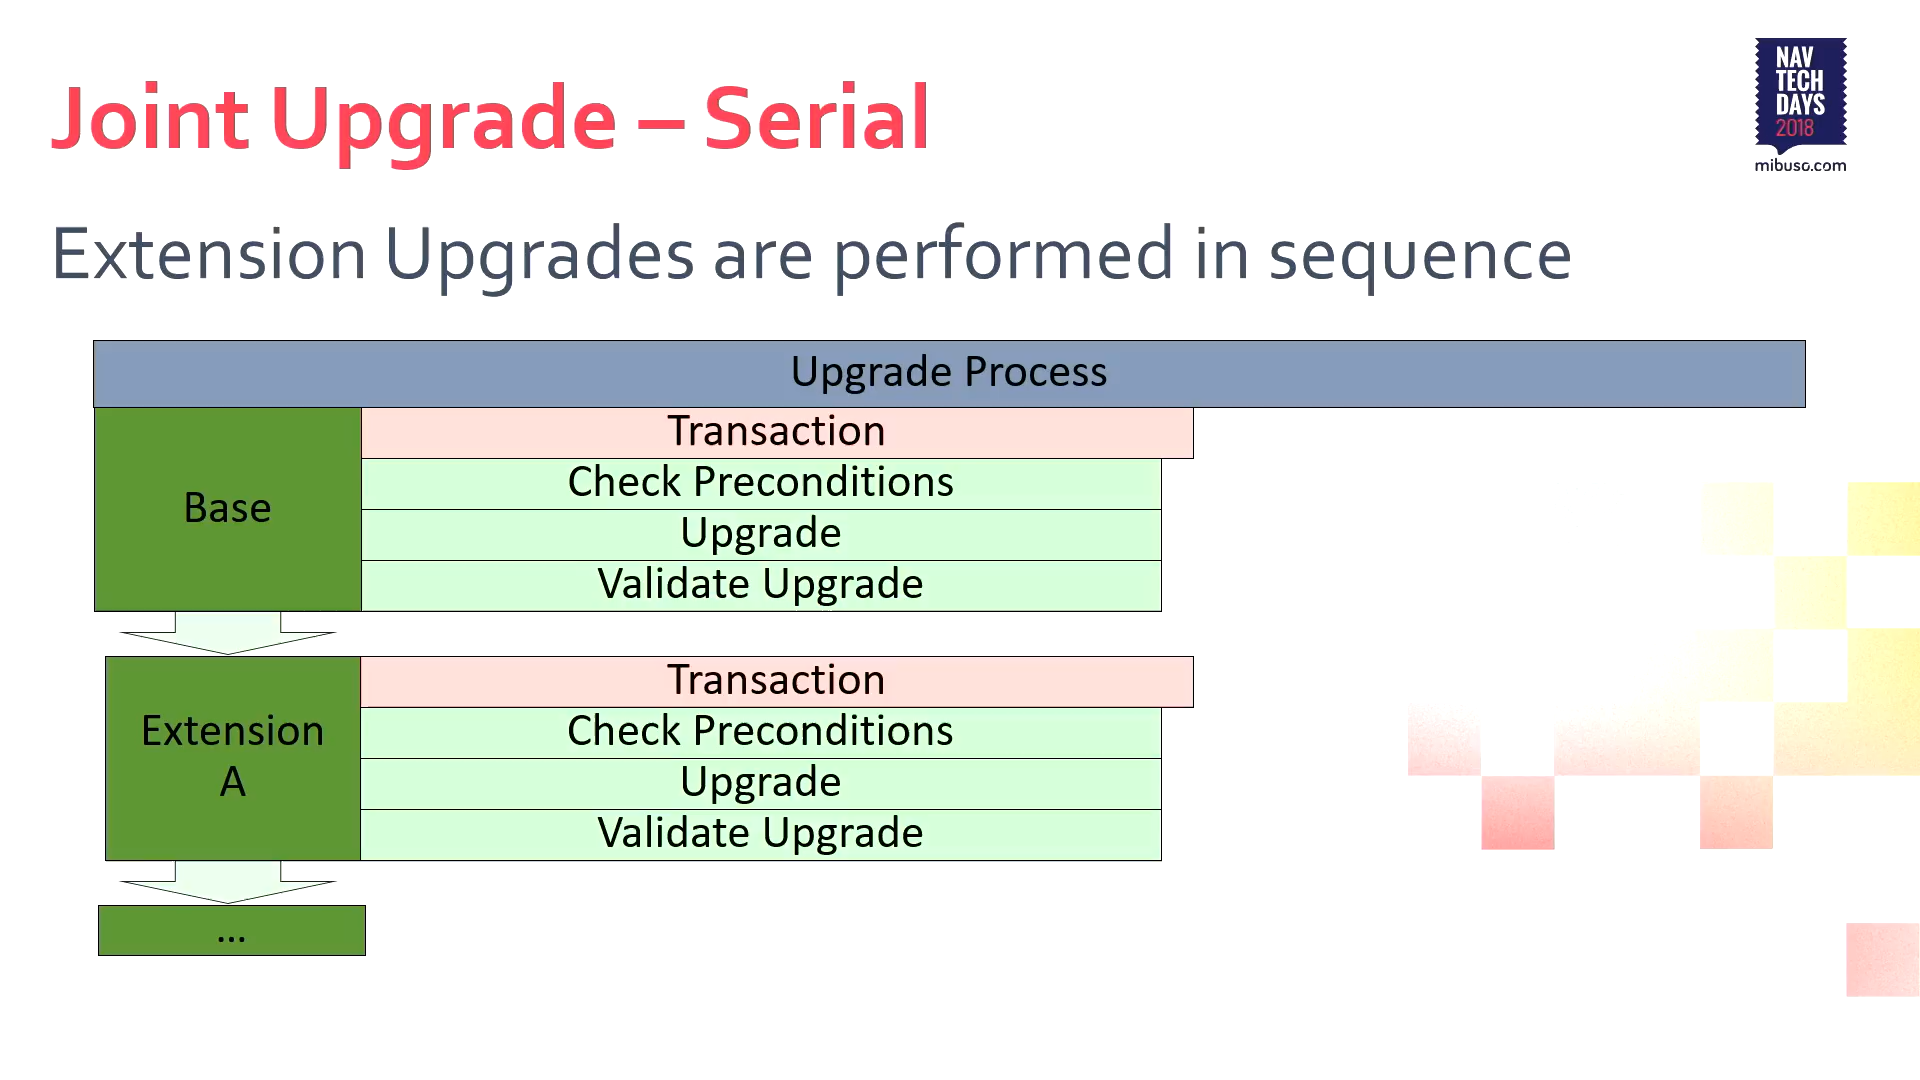 Joint Upgrade – Serial
NAV
TECH
DAYS
2018
mibuso.com
Extension Upgrades are performed in sequence
Upgrade Process
Base
Transaction
Check Preconditions
Upgrade
Validate Upgrade
Extension
A
Transaction
Check Preconditions
Upgrade
Validate Upgrade
...